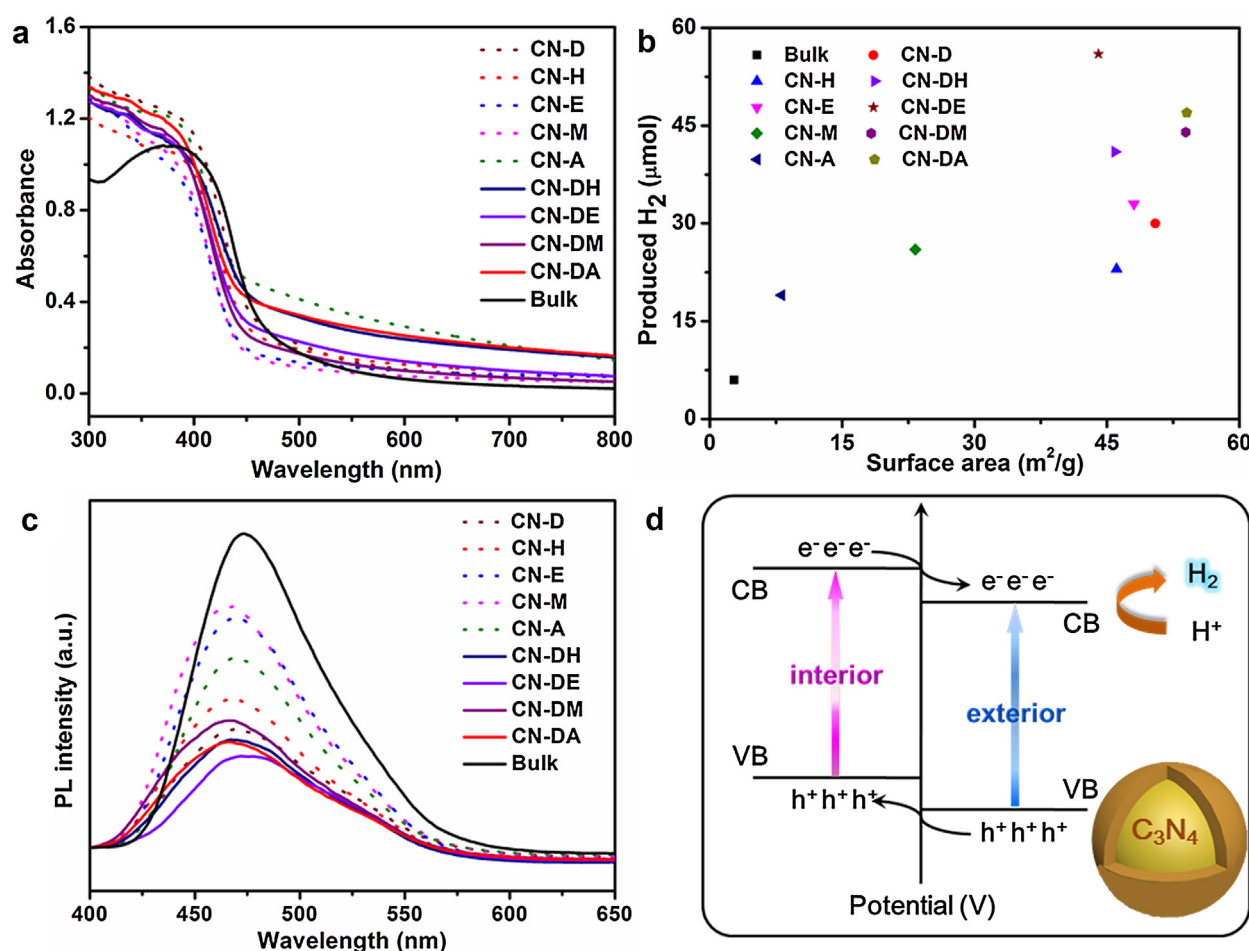 a
1.6
1.2
0.8
0.4
0.0
Absorbance
300 400 500 600 700 800
Wavelength (nm)
CN-D
CN-H
CN-E
CN-M
CN-A
CN-DH
CN-DE
CN-DM
CN-DA
Bulk
b
60
45
30
15
0
Produced H₂ (μmol)
0 15 30 45 60
Surface area (m²/g)
Bulk CN-D
CN-H CN-DH
CN-E CN-DE
CN-M CN-DM
CN-A CN-DA
c
PL intensity (a.u.)
400 450 500 550 600 650
Wavelength (nm)
CN-D
CN-H
CN-E
CN-M
CN-A
CN-DH
CN-DE
CN-DM
CN-DA
Bulk
d
e⁻e⁻e⁻
CB
e⁻e⁻e⁻
CB
H₂
H⁺
interior
exterior
VB
h⁺h⁺h⁺
VB
h⁺h⁺h⁺
C₃N₄
Potential (V)